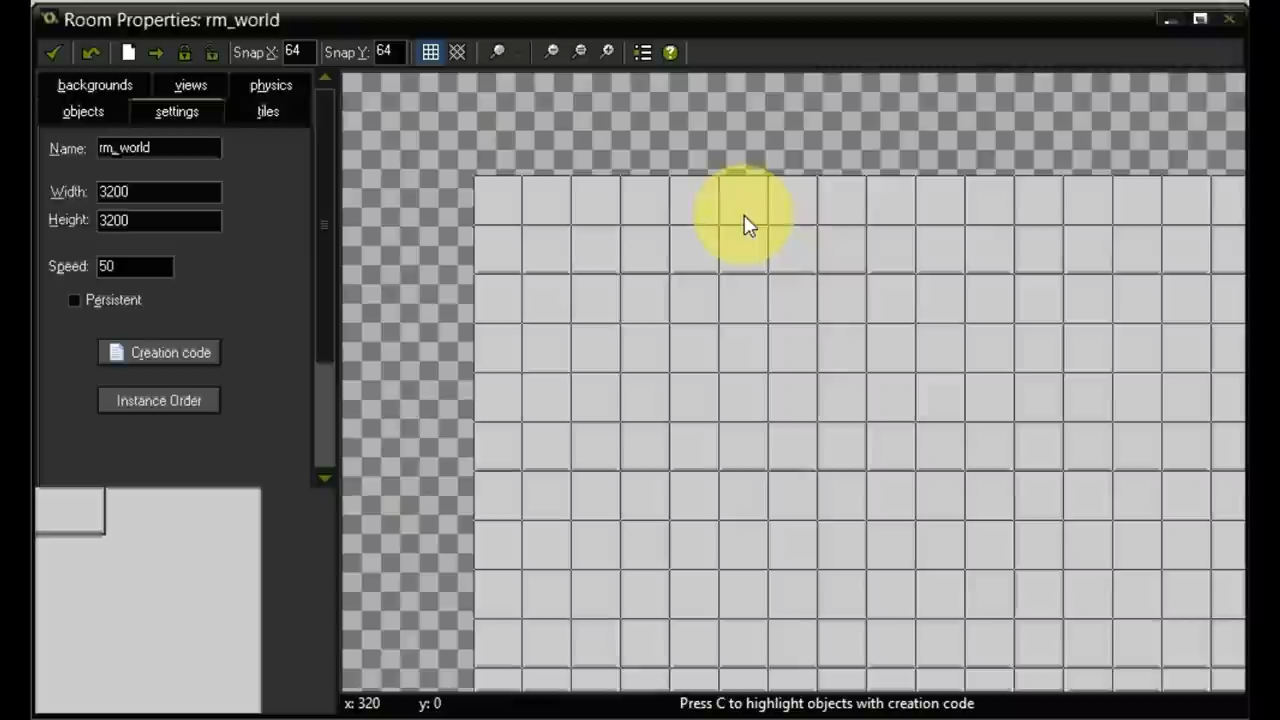 Room Properties: rm_world
Snap X: 64 Snap Y: 64
backgrounds views physics
objects settings tiles
Name: rm_world
Width: 3200
Height: 3200
Speed: 50
Persistent
Creation code
Instance Order
x: 320 y: 0 Press C to highlight objects with creation code